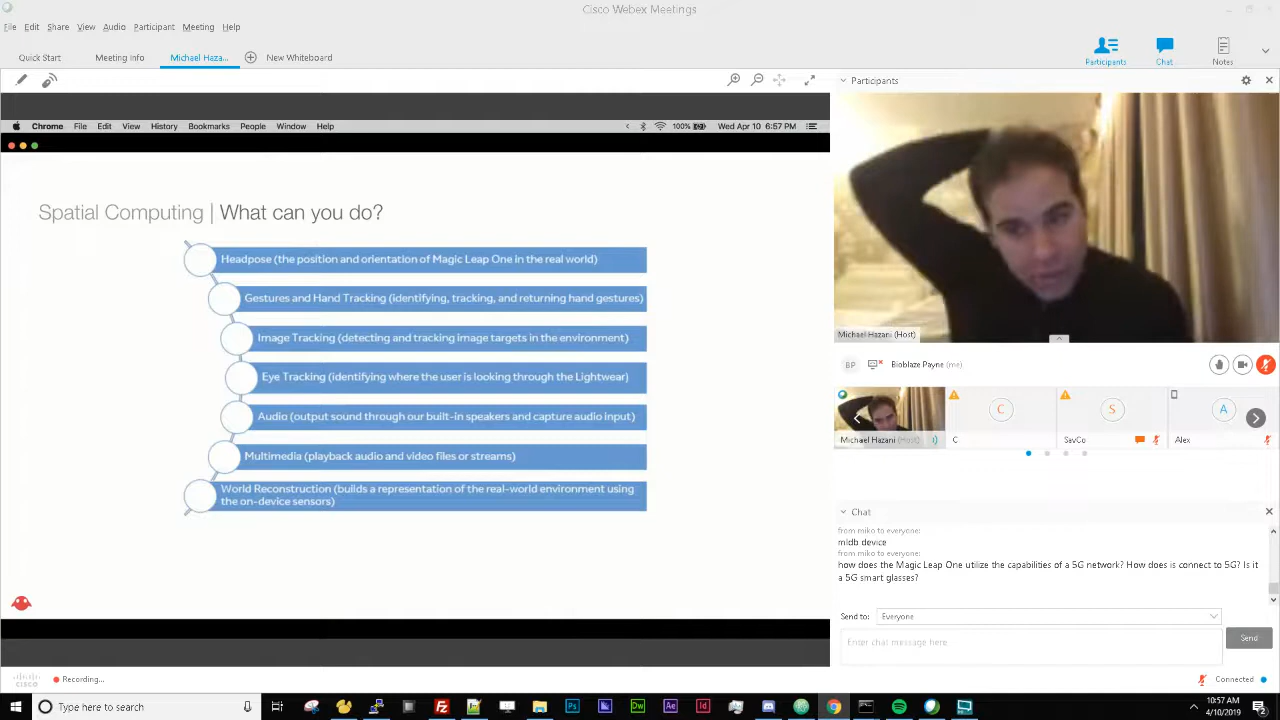 Cisco Webex Meetings
File Edit Share View Audio Participant Meeting Help
Quick Start Meeting Info Michael Haza... New Whiteboard
Participants Chat Notes
Participants
Chrome File Edit View History Bookmarks People Window Help 100% Wed Apr 10 6:57 PM
Spatial Computing | What can you do?
Headpose (the position and orientation of Magic Leap One in the real world)
Gestures and Hand Tracking (identifying, tracking, and returning hand gestures)
Image Tracking (detecting and tracking image targets in the environment)
Eye Tracking (identifying where the user is looking through the Lightwear)
Audio (output sound through our built-in speakers and capture audio input)
Multimedia (playback audio and video files or streams)
World Reconstruction (builds a representation of the real-world environment using
the on-device sensors)
Michael Hazani (Host)
BP Bioblaze Payne (me)
C S A
Michael Hazani (Host) C SavCo Alex
Chat
from miko to everyone:
mldb device
from miko to everyone:
how does the Magic Leap One utilize the capabilities of a 5G network? How does is connect to 5G? Is it
a 5G smart glasses?
Send to: Everyone
Enter chat message here
Send
cisco Recording... Connected
Type here to search
Fz Ps Dw Ae Id
10:57 AM
4/10/2019